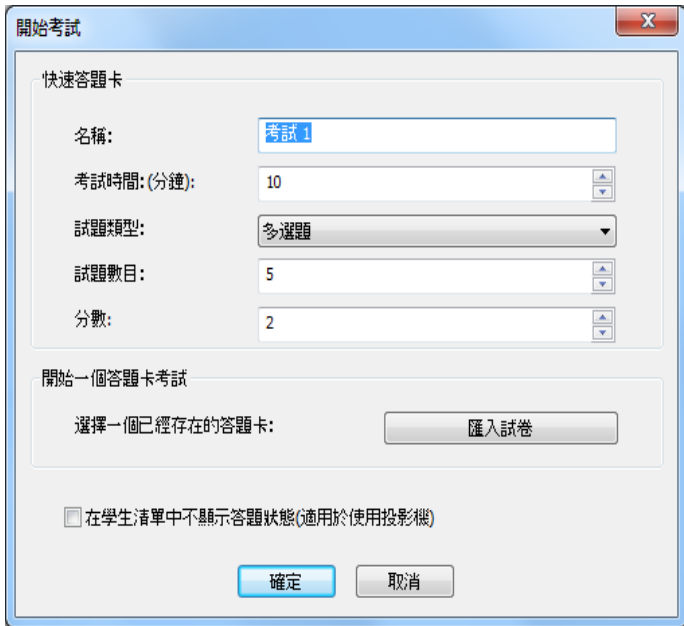 開始考試
快速答題卡
名稱:
考試 1
考試時間:(分鐘):
10
試題類型:
多選題
試題數目:
5
分數:
2
開始一個答題卡考試
選擇一個已經存在的答題卡:
匯入試卷
在學生清單中不顯示答題狀態(適用於使用投影機)
確定
取消